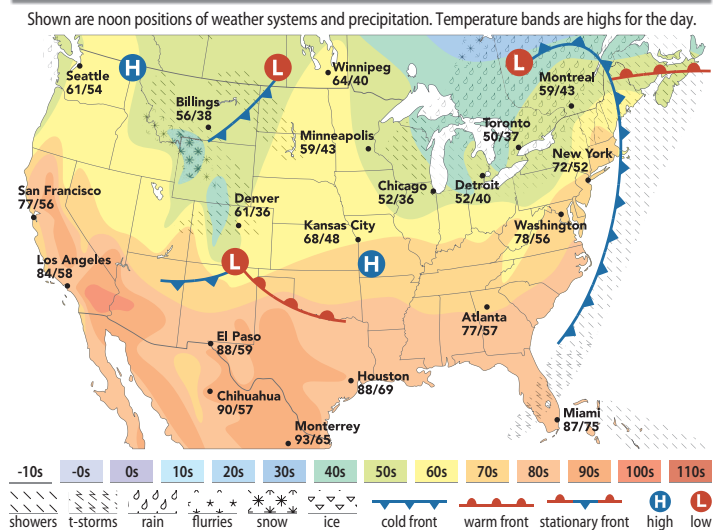 Shown are noon positions of weather systems and precipitation. Temperature bands are highs for the day.
Seattle
61/54
H
L
Winnipeg
64/40
L
Montreal
59/43
Billings
56/38
Minneapolis
59/43
Toronto
50/37
New York
72/52
San Francisco
77/56
Denver
61/36
Chicago
52/36
Detroit
52/40
Kansas City
68/48
Washington
78/56
Los Angeles
84/58
L
H
Atlanta
77/57
El Paso
88/59
Houston
88/69
Chihuahua
90/57
Monterrey
93/65
Miami
87/75
-10s -0s 0s 10s 20s 30s 40s 50s 60s 70s 80s 90s 100s 110s
H L
showers t-storms rain flurries snow ice cold front warm front stationary front high low